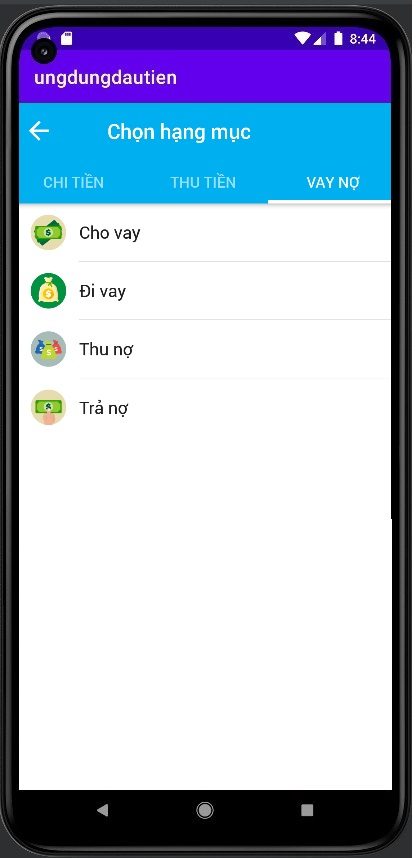 8:44
ungdungdautien
Chọn hạng mục
CHI TIỀN THU TIỀN VAY NỢ
Cho vay
Đi vay
Thu nợ
Trả nợ